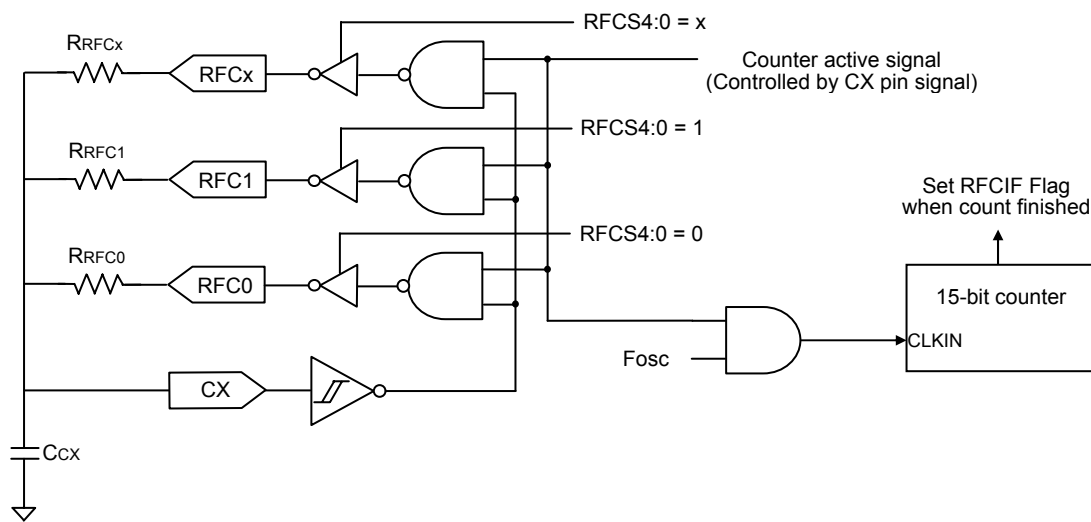 RFCS4:0 = x
RRFCx
RFCx
Counter active signal
(Controlled by CX pin signal)
RFCS4:0 = 1
RRFC1
RFC1
Set RFCIF Flag
when count finished
RFCS4:0 = 0
RRFC0
RFC0
15-bit counter
CLKIN
Fosc
CX
CCX